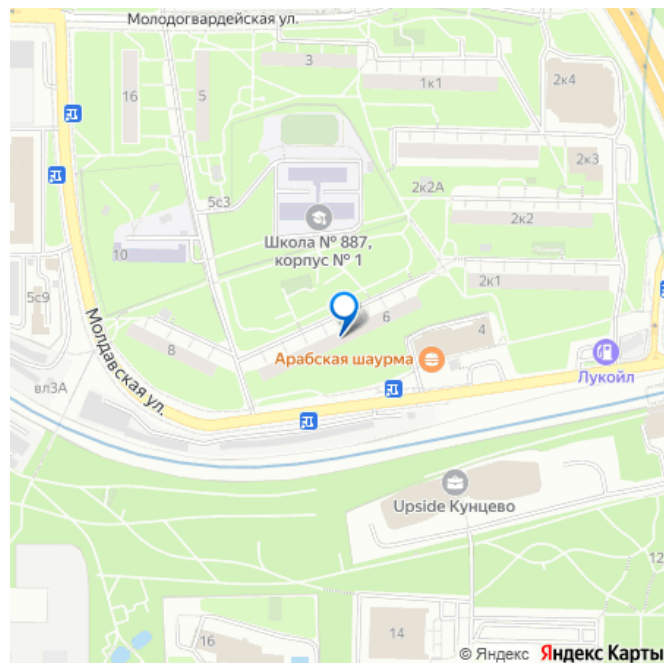 Молодогвардейская ул.
3
1к1
2к4
16
5
2к3
2к2А
5с3
2к2
Школа № 887,
корпус № 1
10
2к1
5с9
6
4
Молдавская ул.
8
Арабская шаурма
Лукойл
вл3А
Upside Кунцево
12
14
16
© Яндекс Яндекс Карты